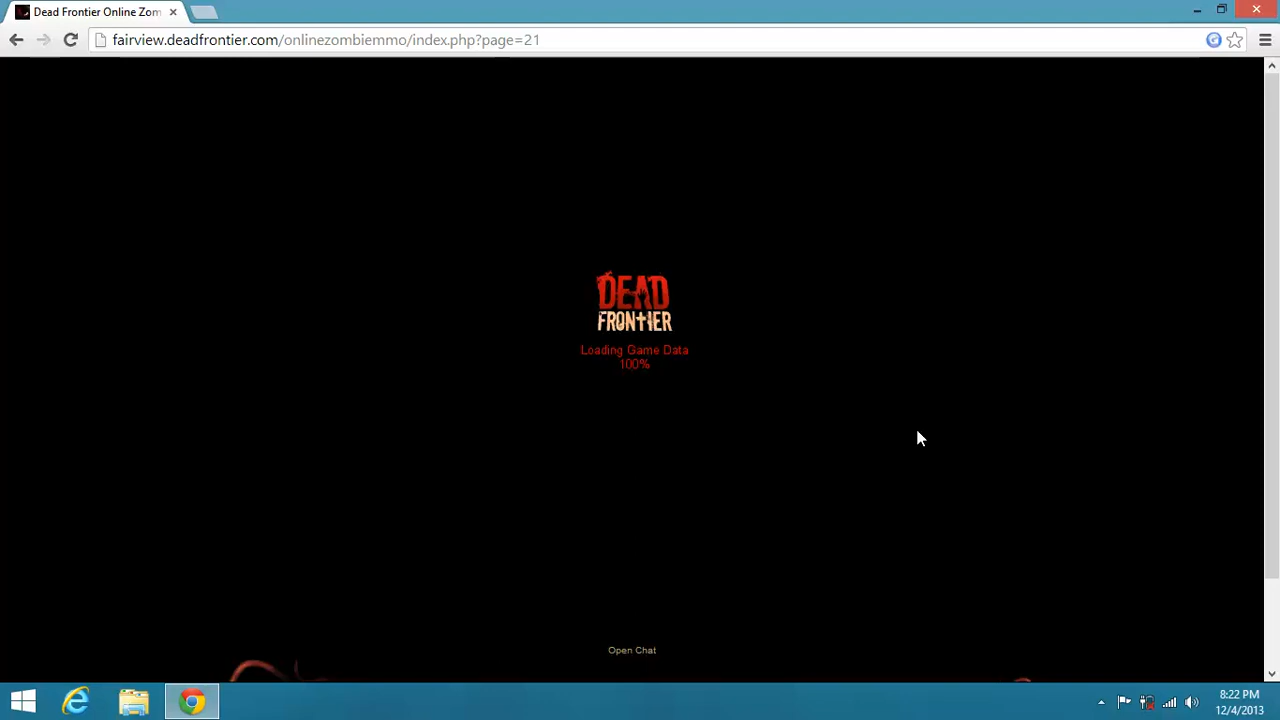 Dead Frontier Online Zom
fairview.deadfrontier.com/onlinezombiemmo/index.php?page=21
DEAD
FRONTIER
Loading Game Data
100%
Open Chat
8:22 PM
12/4/2013